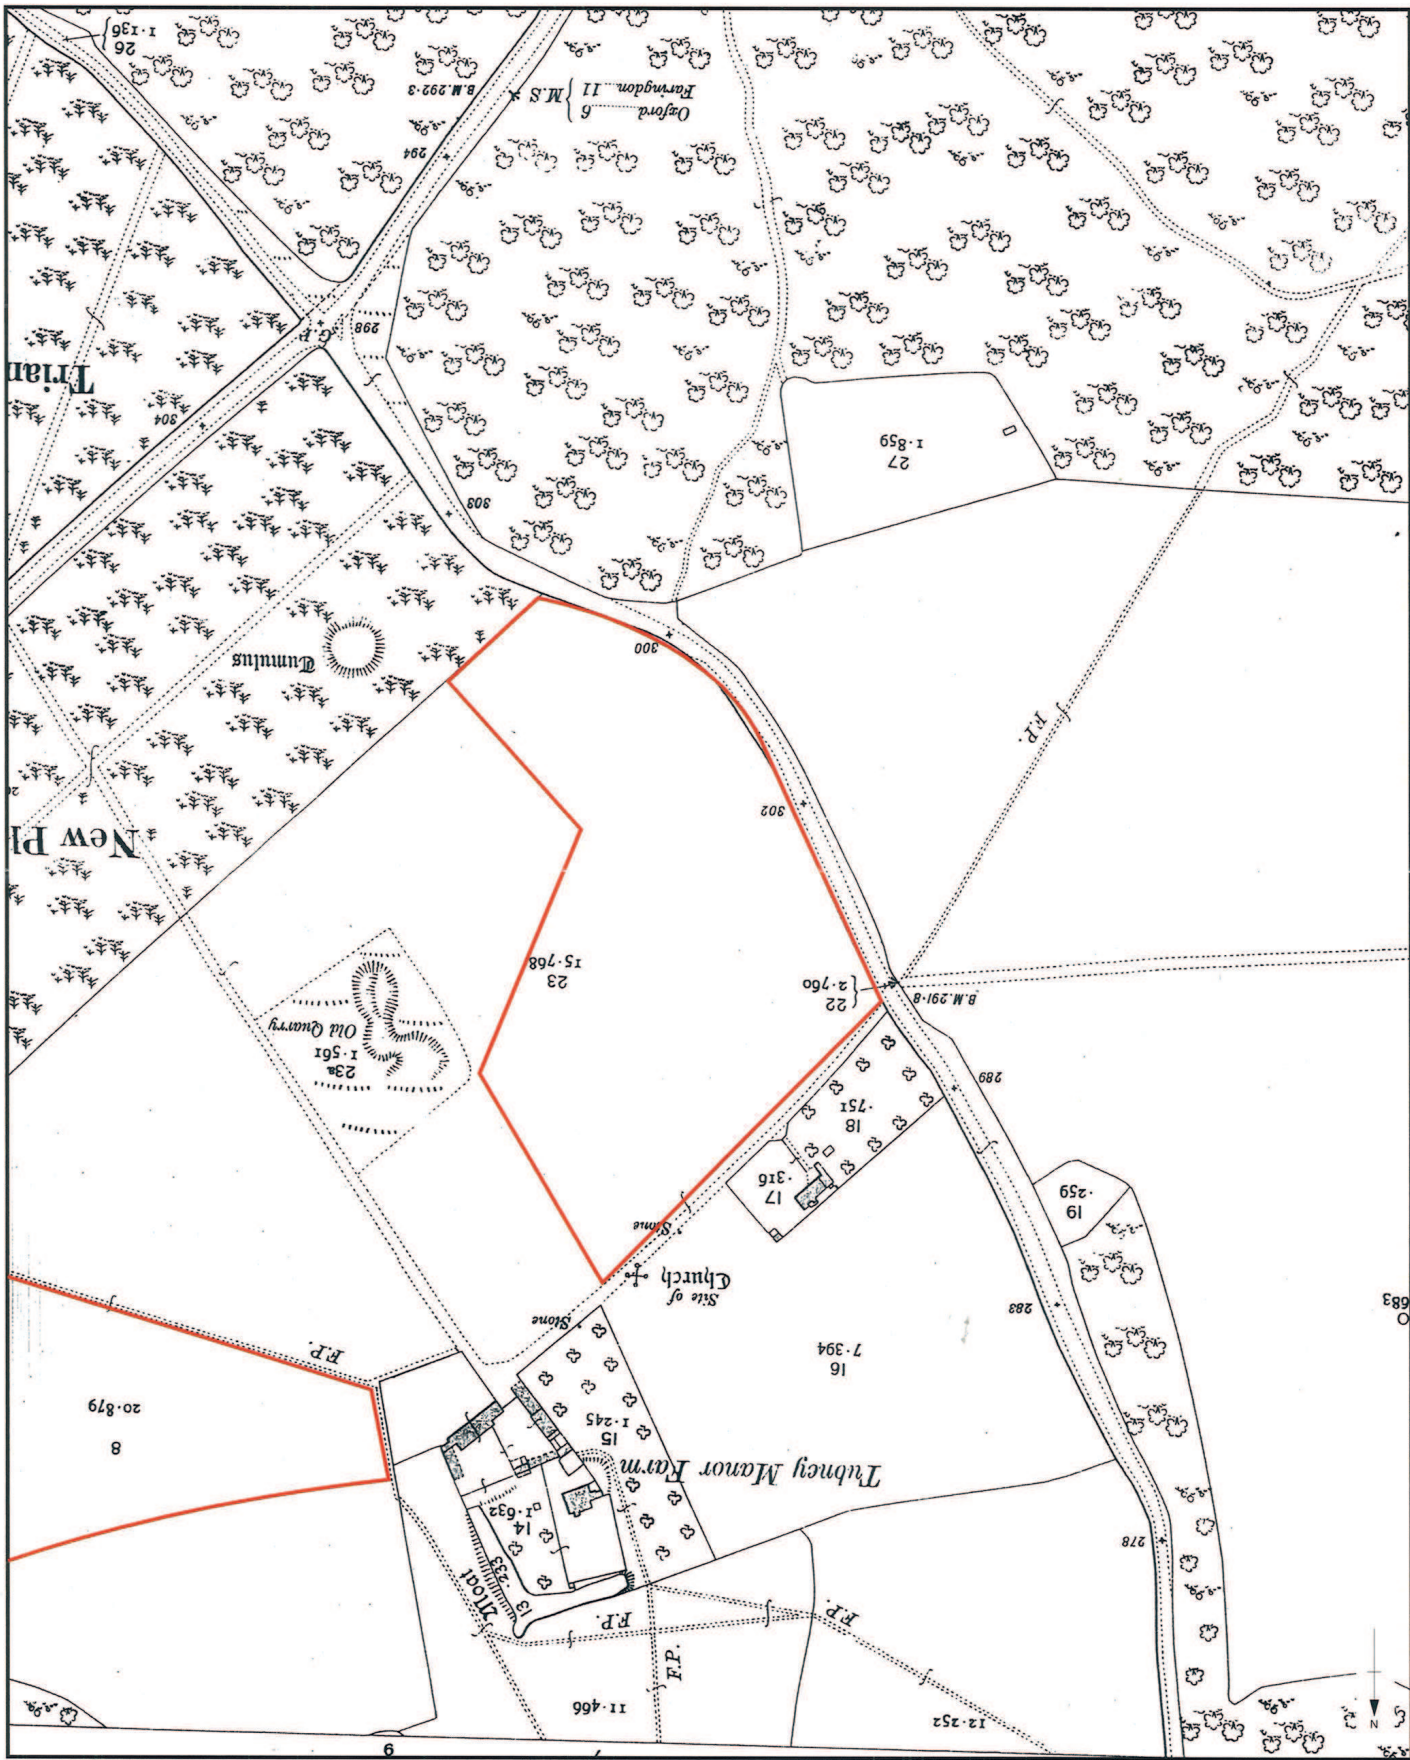 26
1·136
B.M. 292·3
294
Oxford........6
Faringdon....11
M.S
298
G.P.
Trian
304
303
27
1·859
300
Tumulus
302
F.P.
New Pl
23
15·768
22
2·760
B.M. 291·8
Old Quarry
23a
1·561
18
·751
289
17
·316
19
·259
Stone
Site of
Church
283
Stone
F.P.
16
7·394
683
8
20·879
15
1·245
Tubney Manor Farm
14
1·632
278
Moat
13
·233
F.P.
F.P.
F.P.
11·466
12·252
N
6
7